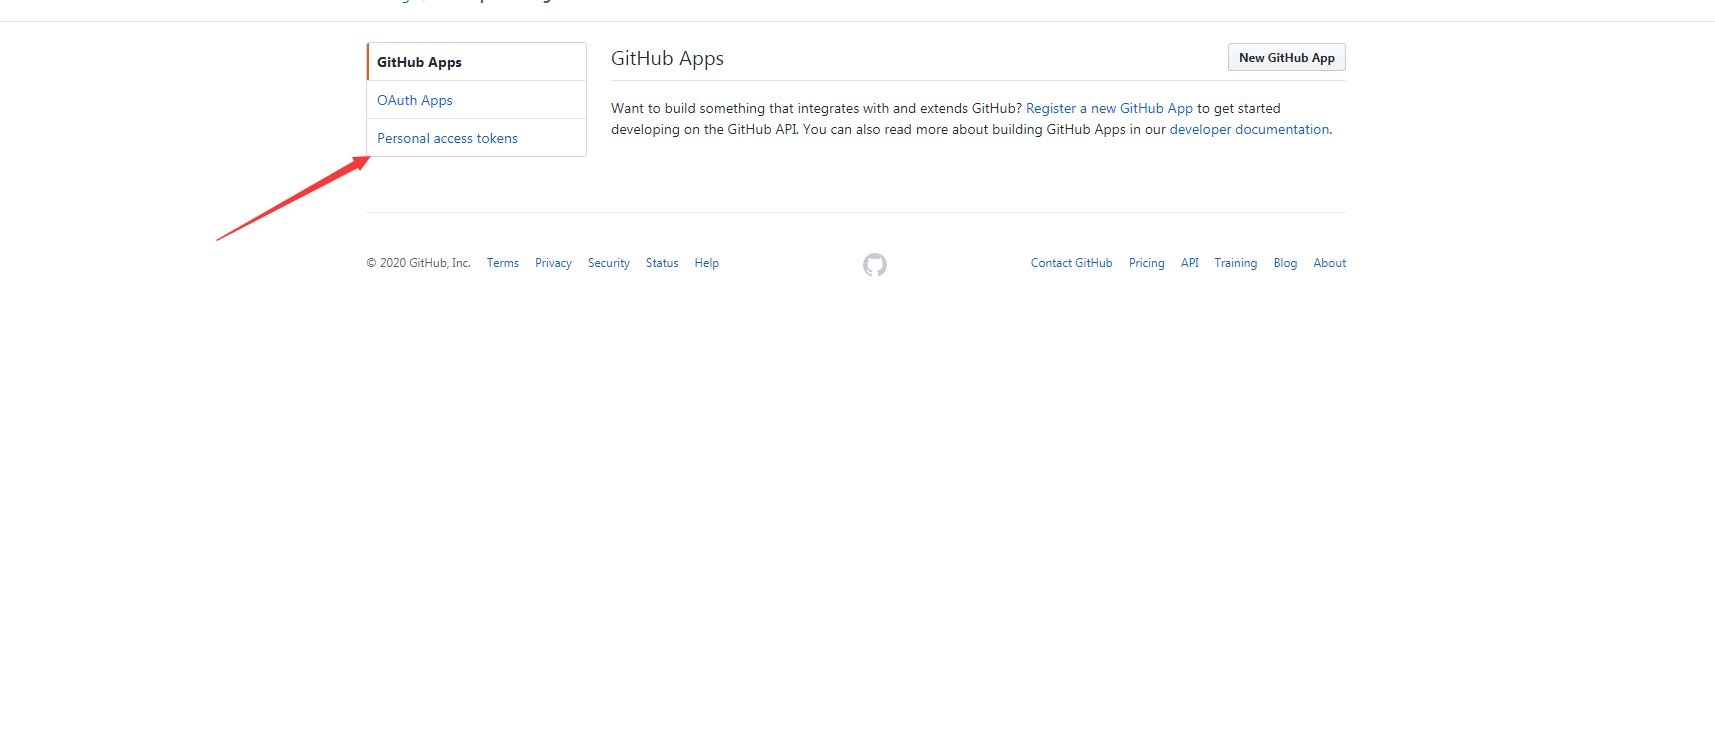 GitHub Apps
OAuth Apps
Personal access tokens
GitHub Apps
New GitHub App
Want to build something that integrates with and extends GitHub? Register a new GitHub App to get started
developing on the GitHub API. You can also read more about building GitHub Apps in our developer documentation.
© 2020 GitHub, Inc. Terms Privacy Security Status Help
Contact GitHub Pricing API Training Blog About